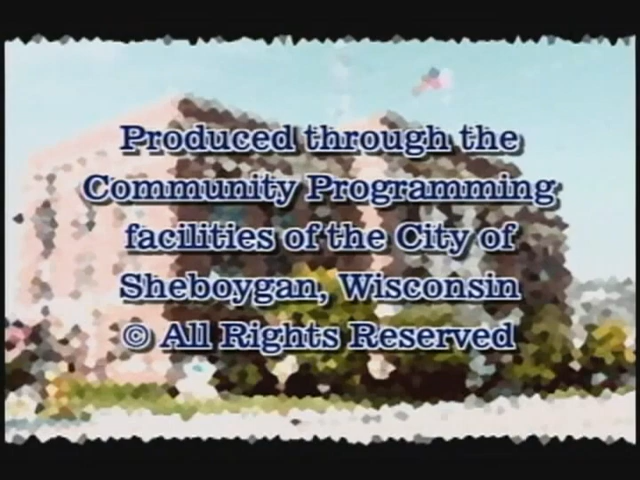 Produced through the
Community Programming
facilities of the City of
Sheboygan, Wisconsin
© All Rights Reserved